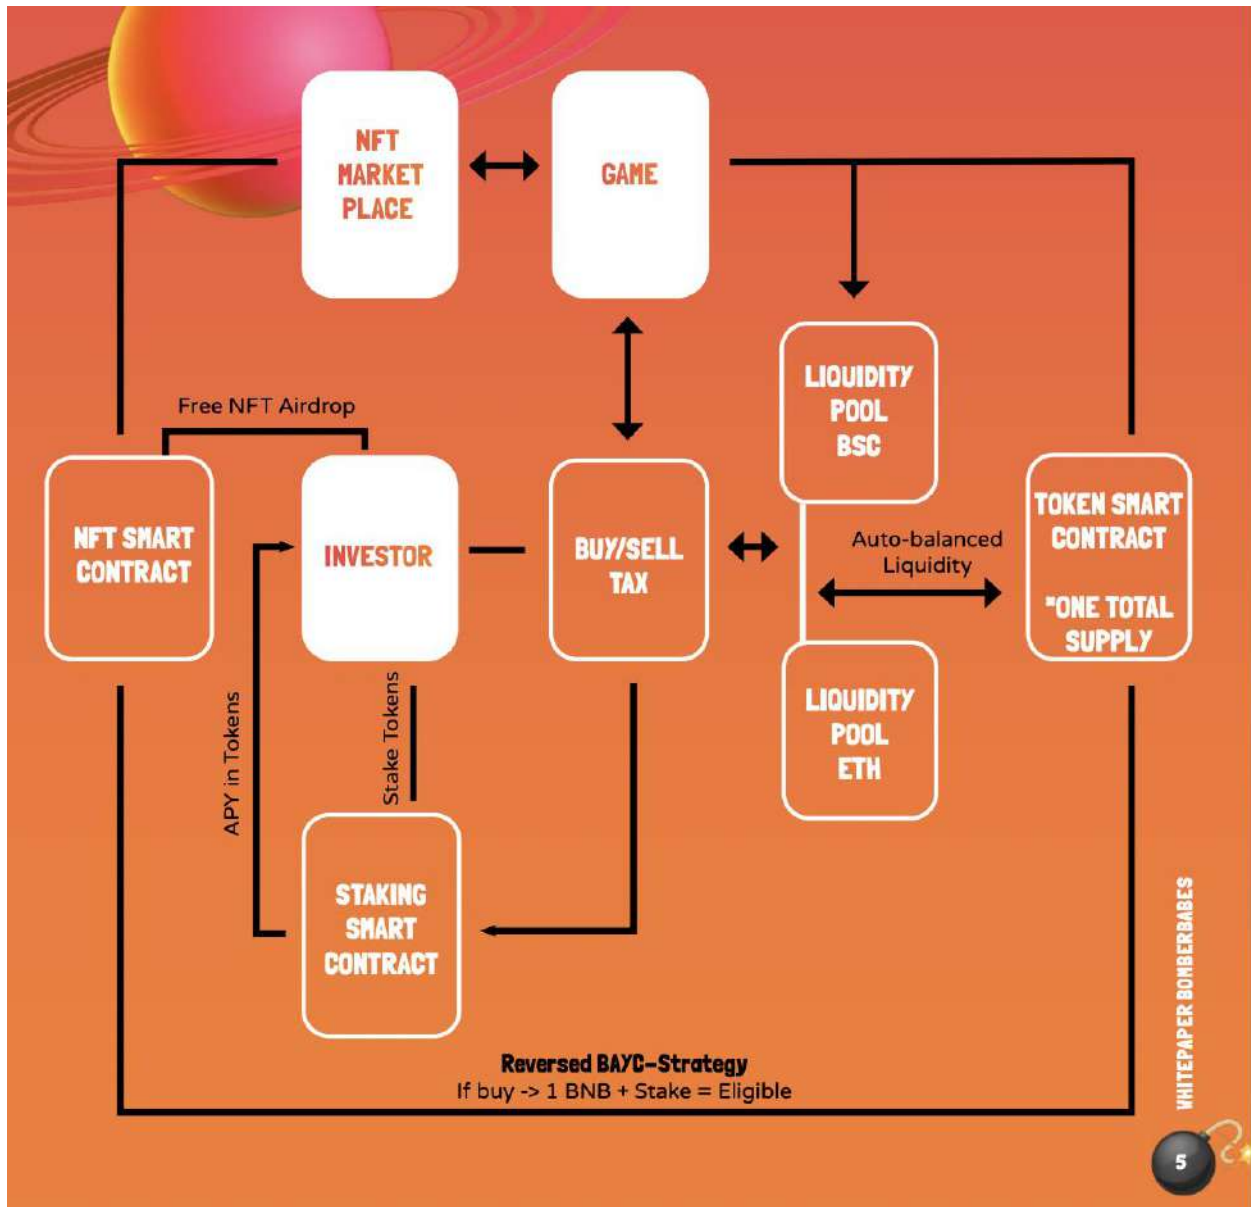 NFT
MARKET
PLACE
GAME
LIQUIDITY
POOL
BSC
Free NFT Airdrop
NFT SMART
CONTRACT
INVESTOR
BUY/SELL
TAX
Auto-balanced
Liquidity
TOKEN SMART
CONTRACT
*ONE TOTAL
SUPPLY
APY in Tokens
Stake Tokens
LIQUIDITY
POOL
ETH
STAKING
SMART
CONTRACT
Reversed BAYC-Strategy
If buy -> 1 BNB + Stake = Eligible
WHITEPAPER BOMBERBABES
5